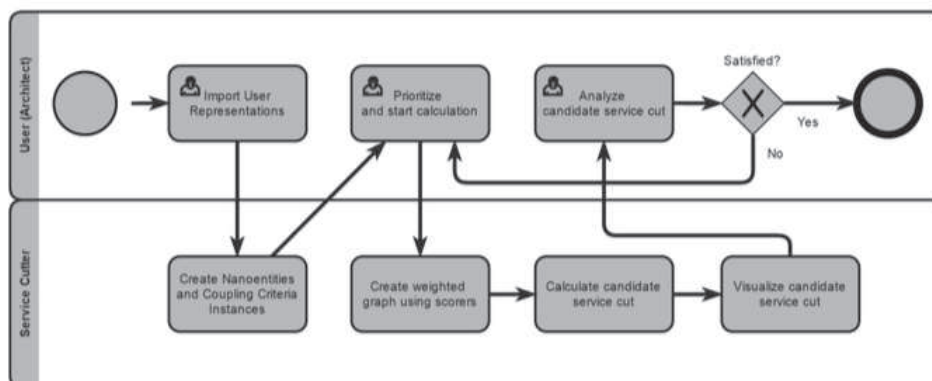 User (Architect)
Import User
Representations
Prioritize
and start calculation
Analyze
candidate service cut
Satisfied?
Yes
No
Service Cutter
Create Nanoentities
and Coupling Criteria
Instances
Create weighted
graph using scorers
Calculate candidate
service cut
Visualize candidate
service cut